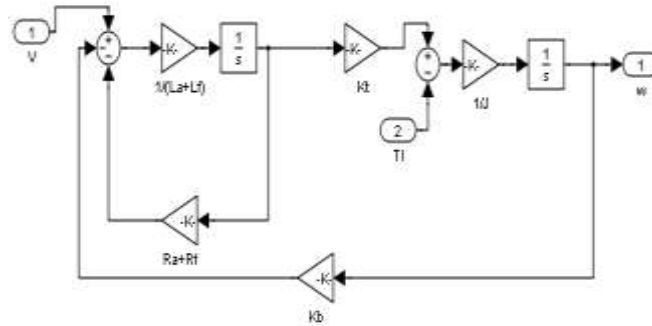 1
V
+
-
-
-K-
1/(La+Lf)
1
s
-K-
Kt
+
-
2
Tl
-K-
1/J
1
s
1
w
-K-
Ra+Rf
-K-
Kb